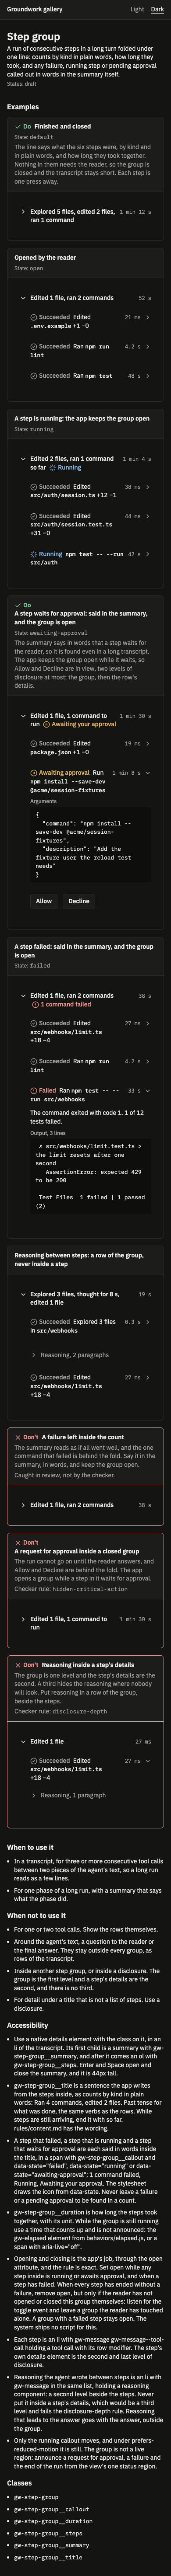 Groundwork gallery
Light Dark
Step group
A run of consecutive steps in a long turn folded under
one line: counts by kind in plain words, how long they
took, and any failure, running step or pending approval
called out in words in the summary itself.
Status: draft
Examples
Do Finished and closed
State: default
The line says what the six steps were, by kind and
in plain words, and how long they took together.
Nothing in them needs the reader, so the group is
closed and the transcript stays short. Each step is
one press away.
Explored 5 files, edited 2 files, 1 min 12 s
ran 1 command
Opened by the reader
State: open
Edited 1 file, ran 2 commands 52 s
Succeeded Edited 21 ms
.env.example +1 −0
Succeeded Ran npm run 4.2 s
lint
Succeeded Ran npm test 48 s
A step is running: the app keeps the group open
State: running
Edited 2 files, ran 1 command 1 min 4 s
so far Running
Succeeded Edited 38 ms
src/auth/session.ts +12 −1
Succeeded Edited 44 ms
src/auth/session.test.ts
+31 −0
Running npm test -- --run 42 s
src/auth
Do
A step waits for approval: said in the summary,
and the group is open
State: awaiting-approval
The summary says in words that a step waits for
the reader, so it is found even in a long transcript.
The app keeps the group open while it waits, so
Allow and Decline are in view, two levels of
disclosure at most: the group, then the row's
details.
Edited 1 file, 1 command to 1 min 30 s
run Awaiting your approval
Succeeded Edited 19 ms
package.json +1 −0
Awaiting approval Run 1 min 8 s
npm install --save-dev
@acme/session-fixtures
Arguments
{
"command": "npm install --
save-dev @acme/session-
fixtures",
"description": "Add the
fixture user the reload test
needs"
}
Allow Decline
A step failed: said in the summary, and the group
is open
State: failed
Edited 1 file, ran 2 commands 38 s
1 command failed
Succeeded Edited 27 ms
src/webhooks/limit.ts
+18 −4
Succeeded Ran npm run 4.2 s
lint
Failed Ran npm test -- -- 33 s
run src/webhooks
The command exited with code 1. 1 of 12
tests failed.
Output, 3 lines
✗ src/webhooks/limit.test.ts >
the limit resets after one
second
AssertionError: expected 429
to be 200
Test Files 1 failed | 1 passed
(2)
Reasoning between steps: a row of the group,
never inside a step
Explored 3 files, thought for 8 s, 19 s
edited 1 file
Succeeded Explored 3 files 8.3 s
in src/webhooks
Reasoning, 2 paragraphs
Succeeded Edited 27 ms
src/webhooks/limit.ts
+18 −4
Don't A failure left inside the count
The summary reads as if all went well, and the one
command that failed is behind the fold. Say it in the
summary, in words, and keep the group open.
Caught in review, not by the checker.
Edited 1 file, ran 2 commands 38 s
Don't
A request for approval inside a closed group
The run cannot go on until the reader answers, and
Allow and Decline are behind the fold. The app
opens a group while a step in it waits for approval.
Checker rule: hidden-critical-action
Edited 1 file, 1 command to 1 min 30 s
run
Don't Reasoning inside a step's details
The group is one level and the step's details are the
second. A third hides the reasoning where nobody
will look. Put reasoning in a row of the group,
beside the steps.
Checker rule: disclosure-depth
Edited 1 file 27 ms
Succeeded Edited 27 ms
src/webhooks/limit.ts
+18 −4
Reasoning, 1 paragraph
When to use it
In a transcript, for three or more consecutive tool calls
between two pieces of the agent's text, so a long run
reads as a few lines.
For one phase of a long run, with a summary that says
what the phase did.
When not to use it
For one or two tool calls. Show the rows themselves.
Around the agent's text, a question to the reader or
the final answer. They stay outside every group, as
rows of the transcript.
Inside another step group, or inside a disclosure. The
group is the first level and a step's details are the
second, and there is no third.
For detail under a title that is not a list of steps. Use a
disclosure.
Accessibility
Use a native details element with the class on it, in an
li of the transcript. Its first child is a summary with gw-
step-group__summary, and after it comes an ol with
gw-step-group__steps. Enter and Space open and
close the summary, and it is 44px tall.
gw-step-group__title is a sentence the app writes
from the steps inside, as counts by kind in plain
words: Ran 4 commands, edited 2 files. Past tense for
what was done, the same verbs as the rows. While
steps are still arriving, end it with so far.
rules/content.md has the wording.
A step that failed, a step that is running and a step
that waits for approval are each said in words inside
the title, in a span with gw-step-group__callout and
data-state="failed", data-state="running" or data-
state="awaiting-approval": 1 command failed,
Running, Awaiting your approval. The stylesheet
draws the icon from data-state. Never leave a failure
or a pending approval to be found in a count.
gw-step-group__duration is how long the steps took
together, with its unit. While the group is still running
use a time that counts up and is not announced: the
gw-elapsed element from behaviors/elapsed.js, or a
span with aria-live="off".
Opening and closing is the app's job, through the open
attribute, and the rule is exact. Set open while any
step inside is running or awaits approval, and when a
step has failed. When every step has ended without a
failure, remove open, but only if the reader has not
opened or closed this group themselves: listen for the
toggle event and leave a group the reader has touched
alone. A group with a failed step stays open. The
system ships no script for this.
Each step is an li with gw-message gw-message--tool-
call holding a tool call with its row modifier. The step's
own details element is the second and last level of
disclosure.
Reasoning the agent wrote between steps is an li with
gw-message in the same list, holding a reasoning
component: a second level beside the steps. Never
put it inside a step's details, which would be a third
level and fails the disclosure-depth rule. Reasoning
that leads to the answer goes with the answer, outside
the group.
Only the running callout moves, and under prefers-
reduced-motion it is still. The group is not a live
region: announce a request for approval, a failure and
the end of the run from the view's one status region.
Classes
gw-step-group
gw-step-group__callout
gw-step-group__duration
gw-step-group__steps
gw-step-group__summary
gw-step-group__title